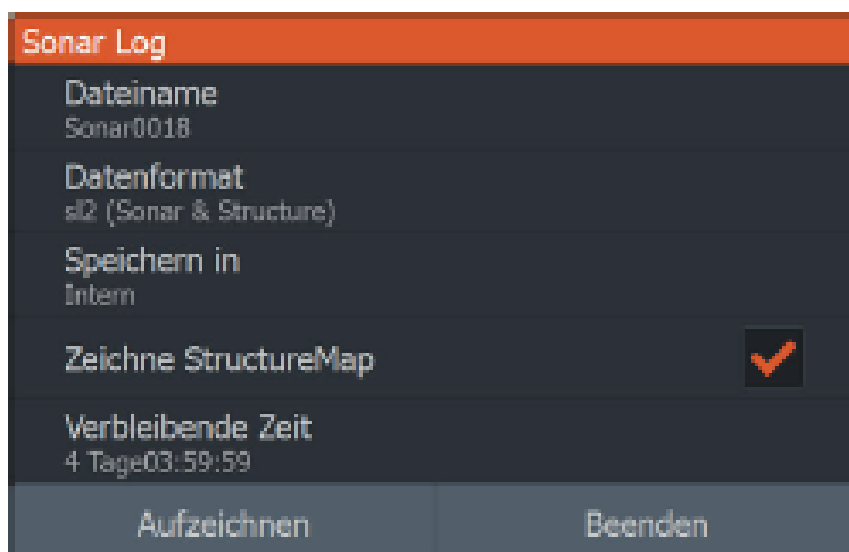 Sonar Log
Dateiname
Sonar0018
Datenformat
sl2 (Sonar & Structure)
Speichern in
Intern
Zeichne StructureMap
Verbleibende Zeit
4 Tage03:59:59
Aufzeichnen Beenden